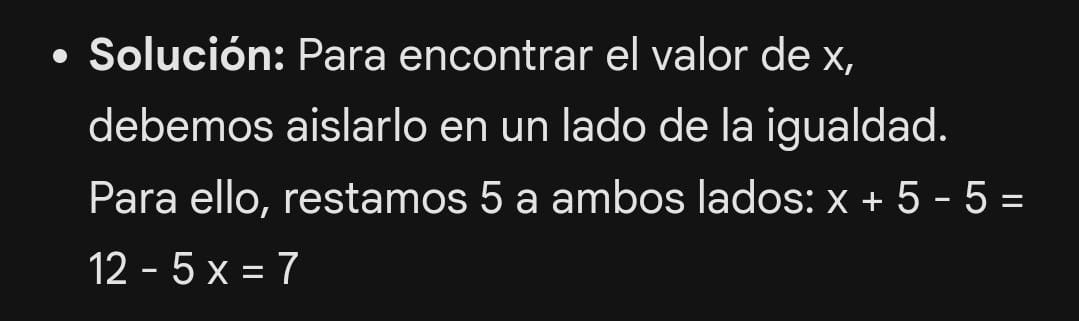 • Solución: Para encontrar el valor de x,
debemos aislarlo en un lado de la igualdad.
Para ello, restamos 5 a ambos lados: x + 5 - 5 =
12 - 5 x = 7